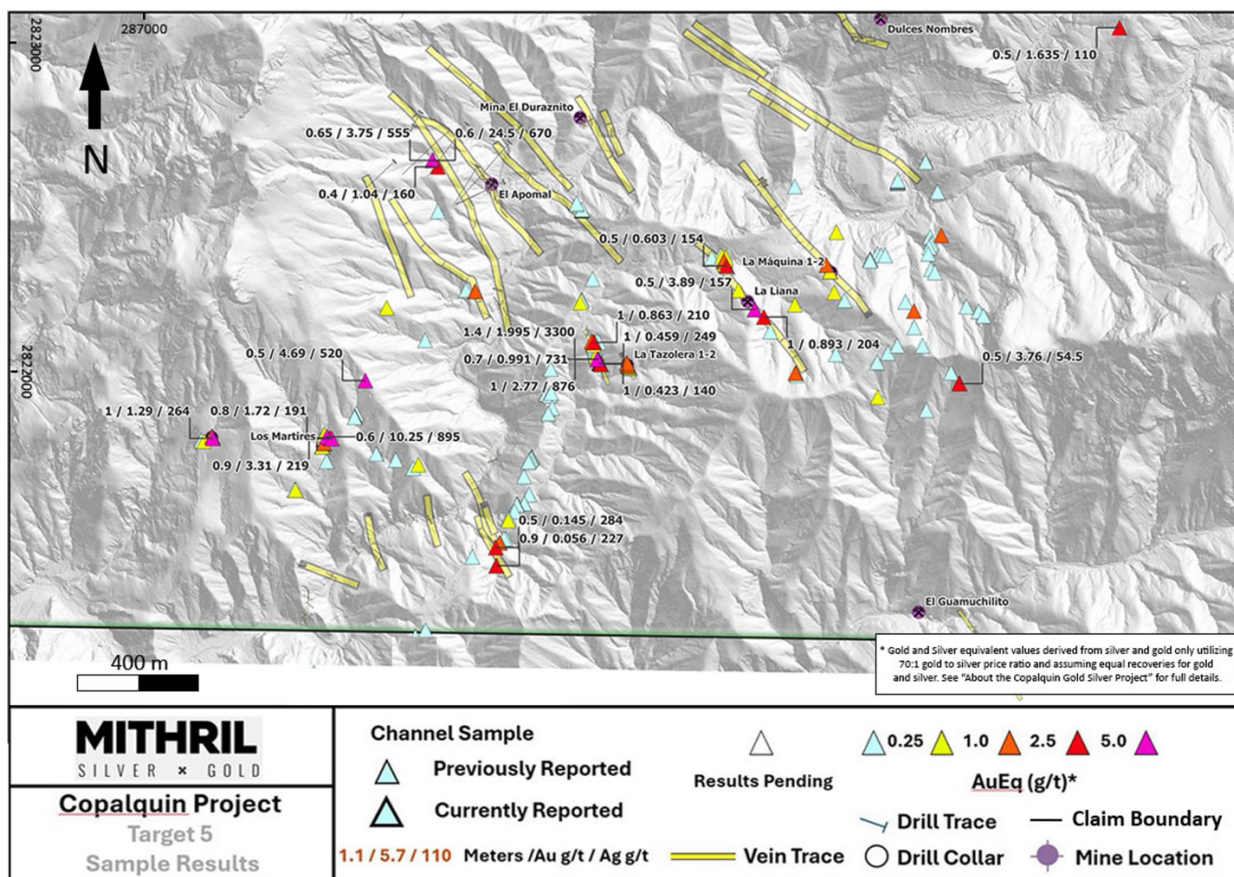 287000
2823000
Dulces Nombres
0.5 / 1.635 / 110
N
Mina El Duraznito
0.65 / 3.75 / 555
0.6 / 24.5 / 670
0.4 / 1.04 / 160
El Apomal
0.5 / 0.603 / 154
La Máquina 1-2
0.5 / 3.89 / 157
La Liana
1 / 0.863 / 210
1.4 / 1.995 / 3300
1 / 0.459 / 249
1 / 0.893 / 204
2822000
0.7 / 0.991 / 731
La Tazolera 1-2
0.5 / 3.76 / 54.5
0.5 / 4.69 / 520
1 / 2.77 / 876
1 / 0.423 / 140
1 / 1.29 / 264
0.8 / 1.72 / 191
Los Martires
0.6 / 10.25 / 895
0.9 / 3.31 / 219
0.5 / 0.145 / 284
0.9 / 0.056 / 227
El Guamuchilito
400 m
* Gold and Silver equivalent values derived from silver and gold only utilizing
70:1 gold to silver price ratio and assuming equal recoveries for gold
and silver. See “About the Copalquin Gold Silver Project” for full details.
MITHRIL
SILVER × GOLD
Copalquin Project
Target 5
Sample Results
Channel Sample
Previously Reported
Currently Reported
1.1 / 5.7 / 110 Meters /Au g/t / Ag g/t
Results Pending
0.25 1.0 2.5 5.0
AuEq (g/t)*
Drill Trace
Claim Boundary
Vein Trace
Drill Collar
Mine Location